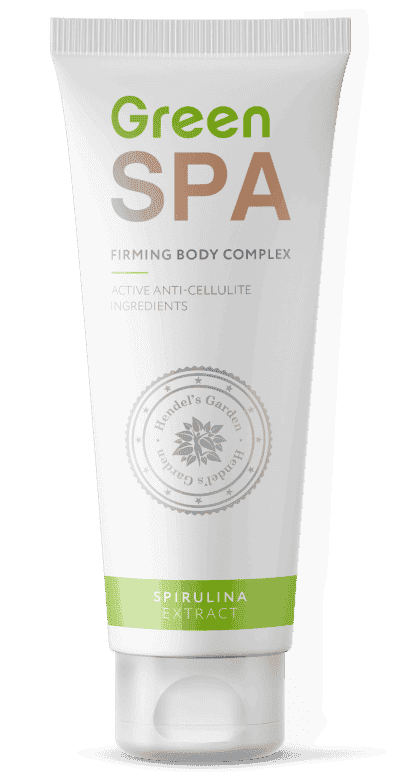 Green
SPA
FIRMING BODY COMPLEX
ACTIVE ANTI-CELLULITE
INGREDIENTS
· Hendel's Garden ·
Hendel's Garden
SPIRULINA
EXTRACT